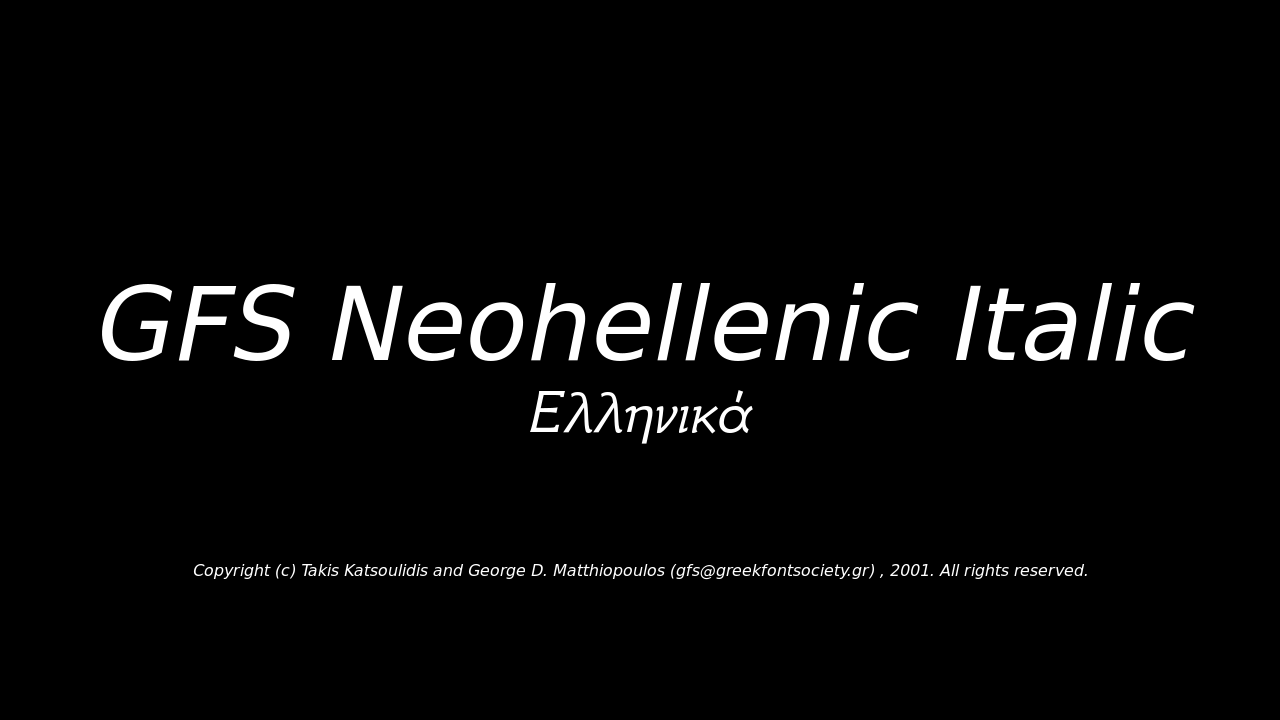 GFS Neohellenic Italic
Ελληνικά
Copyright (c) Takis Katsoulidis and George D. Matthiopoulos (gfs@greekfontsociety.gr) , 2001. All rights reserved.